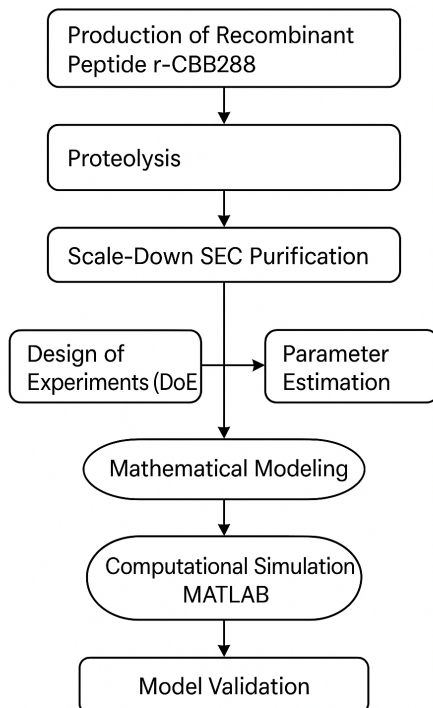 Production of Recombinant
Peptide r-CBB288
Proteolysis
Scale-Down SEC Purification
Design of
Experiments (DoE
Parameter
Estimation
Mathematical Modeling
Computational Simulation
MATLAB
Model Validation